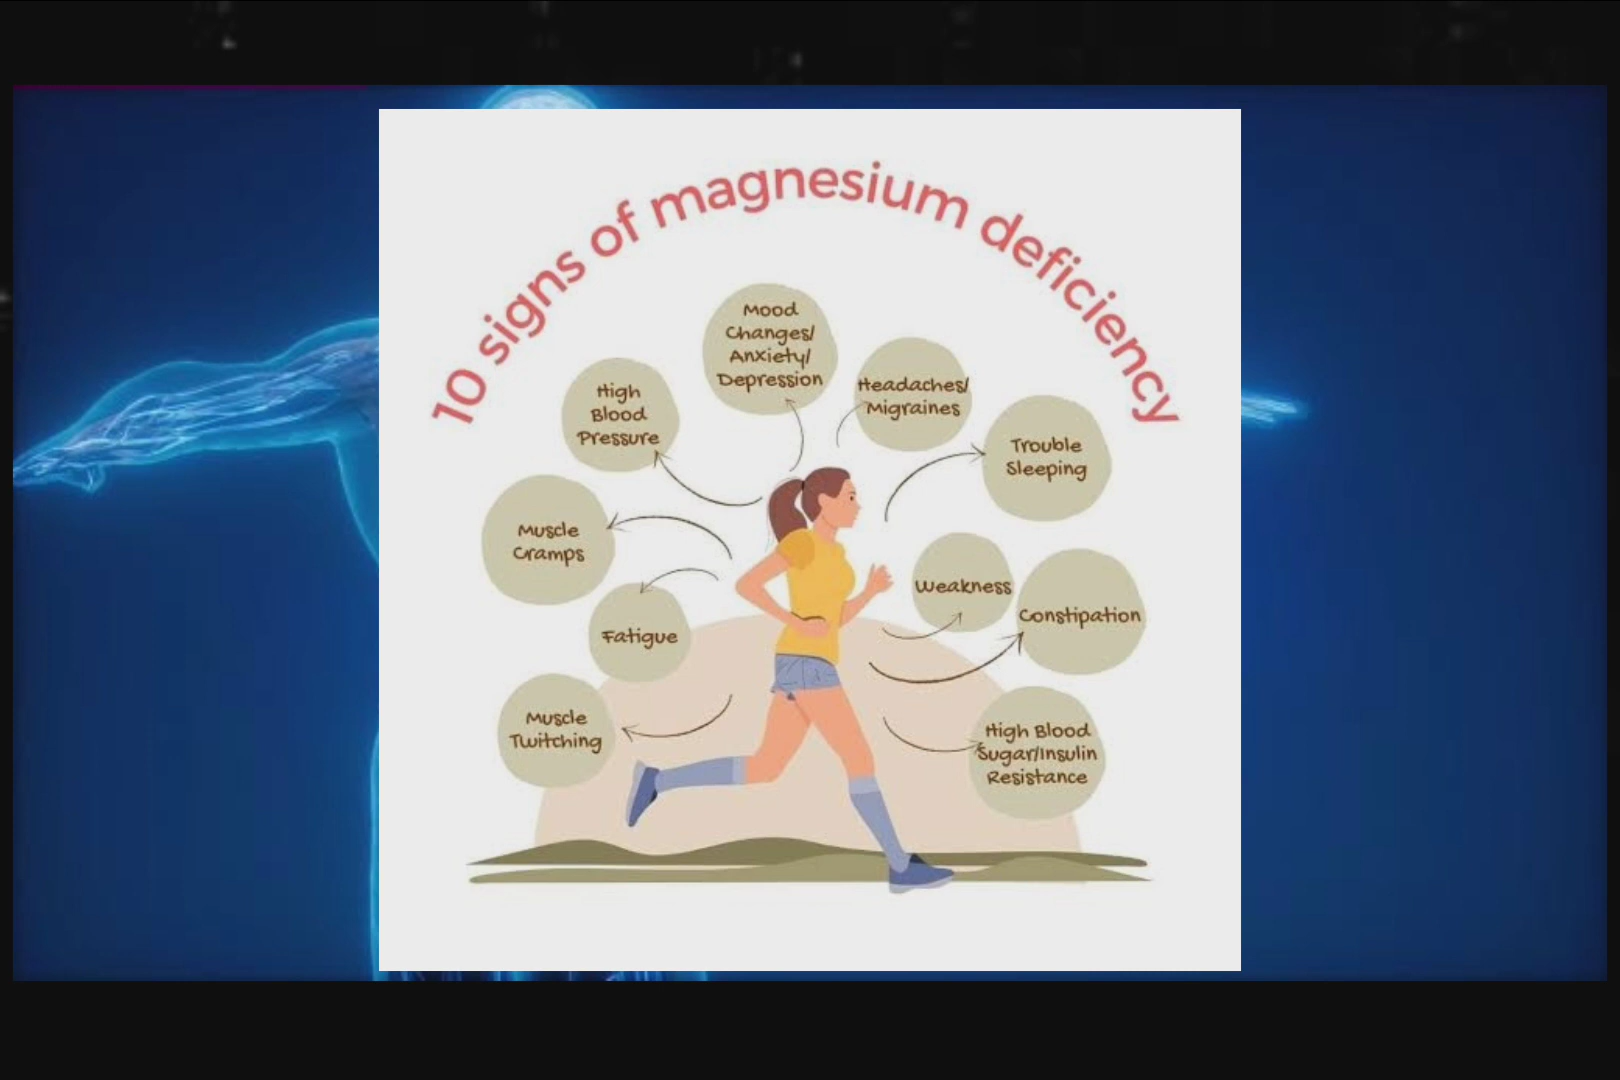 10 signs of magnesium deficiency
Mood
Changes/
Anxiety/
Depression
Headaches/
Migraines
High
Blood
Pressure
Trouble
Sleeping
Muscle
Cramps
Weakness
Constipation
Fatigue
Muscle
Twitching
High Blood
Sugar/Insulin
Resistance